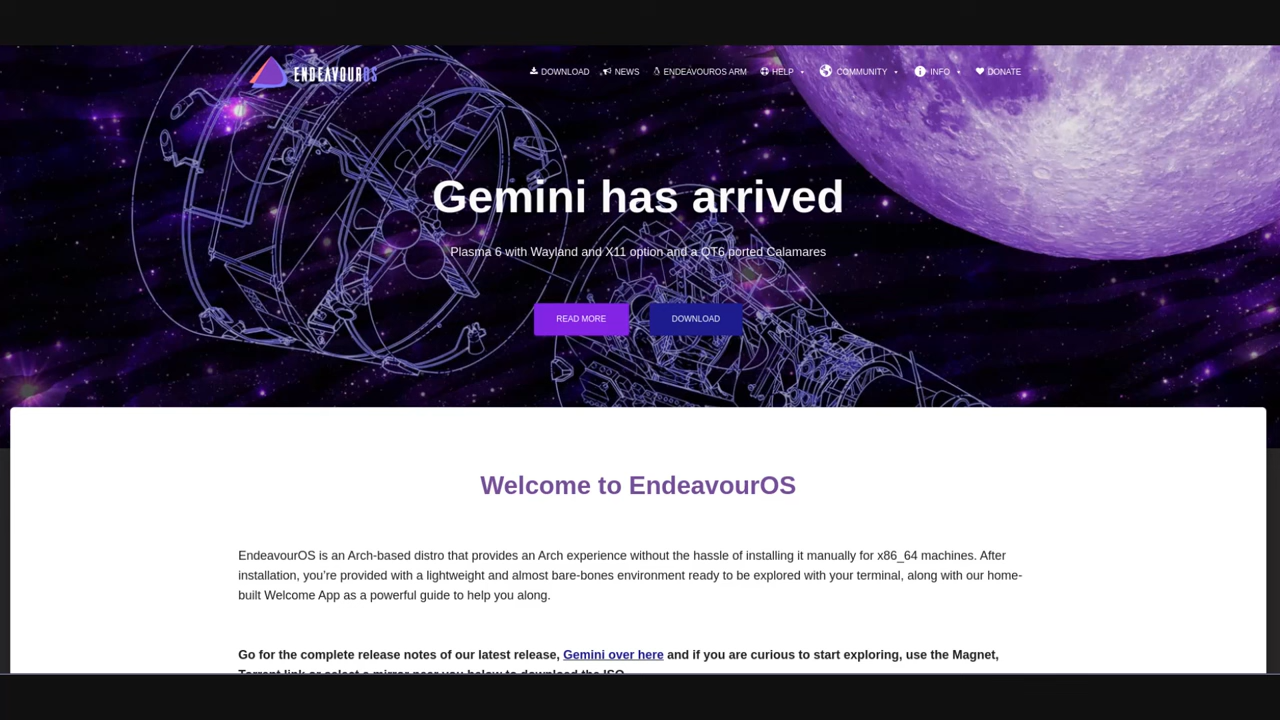 ENDEAVOUROS
DOWNLOAD NEWS ENDEAVOUROS ARM HELP COMMUNITY INFO DONATE
Gemini has arrived
Plasma 6 with Wayland and X11 option and a QT6 ported Calamares
READ MORE DOWNLOAD
Welcome to EndeavourOS
EndeavourOS is an Arch-based distro that provides an Arch experience without the hassle of installing it manually for x86_64 machines. After
installation, you’re provided with a lightweight and almost bare-bones environment ready to be explored with your terminal, along with our home-
built Welcome App as a powerful guide to help you along.
Go for the complete release notes of our latest release, Gemini over here and if you are curious to start exploring, use the Magnet,
Torrent link or select a mirror near you below to download the ISO